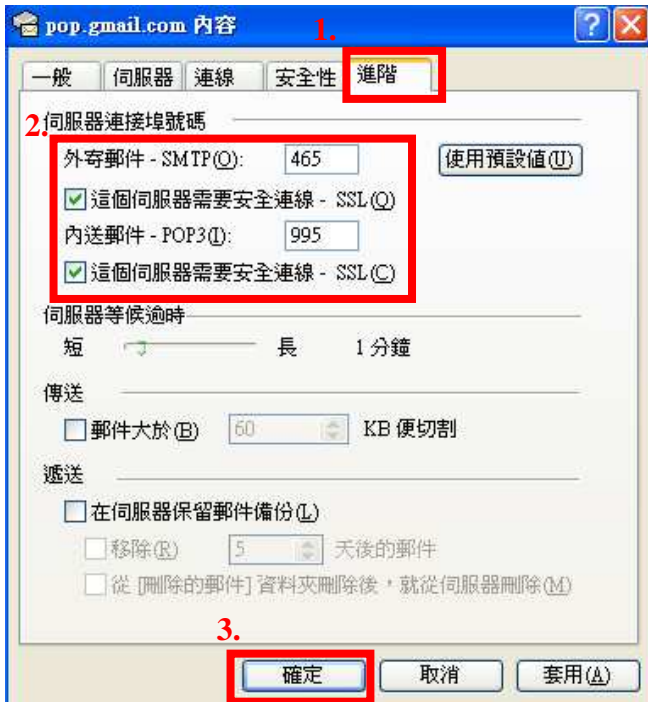 pop.gmail.com 內容
1.
一般 伺服器 連線 安全性 進階
2.
伺服器連接埠號碼
外寄郵件 - SMTP(O): 465 使用預設值(U)
這個伺服器需要安全連線 - SSL(Q)
內送郵件 - POP3(I): 995
這個伺服器需要安全連線 - SSL(C)
伺服器等候逾時
短 長 1 分鐘
傳送
郵件大於(B) 60 KB 便切割
遞送
在伺服器保留郵件備份(L)
移除(R) 5 天後的郵件
從 [刪除的郵件] 資料夾刪除後，就從伺服器刪除(M)
3.
確定 取消 套用(A)